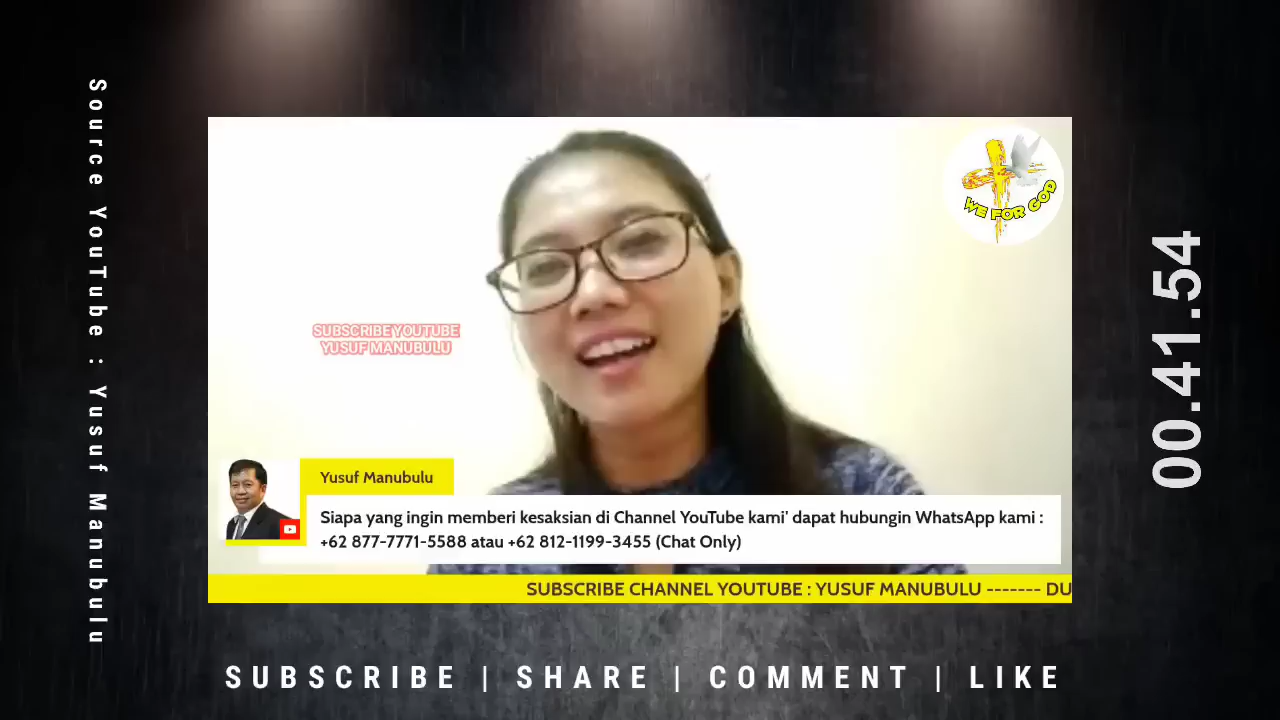 Source YouTube : Yusuf Manubulu
WE FOR GOD
00.41.54
SUBSCRIBE YOUTUBE
YUSUF MANUBULU
Yusuf Manubulu
Siapa yang ingin memberi kesaksian di Channel YouTube kami' dapat hubungin WhatsApp kami :
+62 877-7771-5588 atau +62 812-1199-3455 (Chat Only)
SUBSCRIBE CHANNEL YOUTUBE : YUSUF MANUBULU ------- DU
SUBSCRIBE | SHARE | COMMENT | LIKE